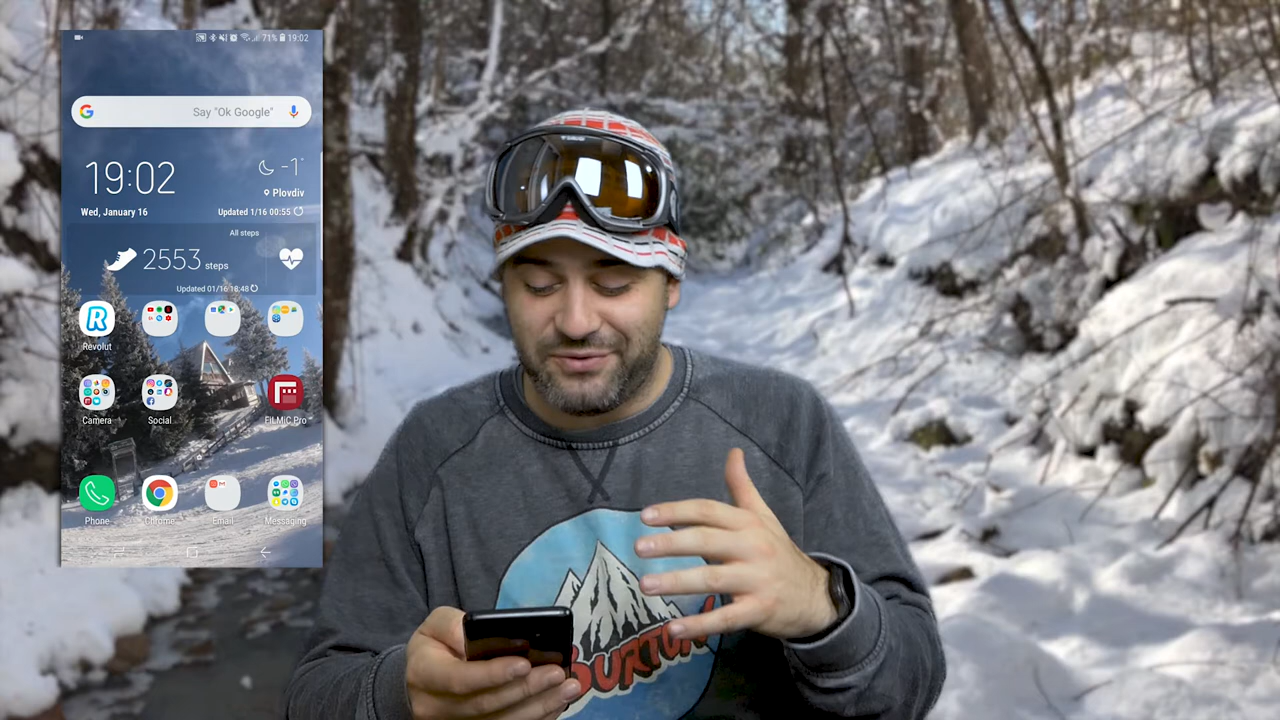 71% 19:02
Say "Ok Google"
19:02
-1°
Plovdiv
Wed, January 16
Updated 1/16 00:55
All steps
2553 steps
Updated 01/16 18:48
Revolut
Camera
Social
FiLMiC Pro
Phone
Chrome
Email
Messaging
BURTON